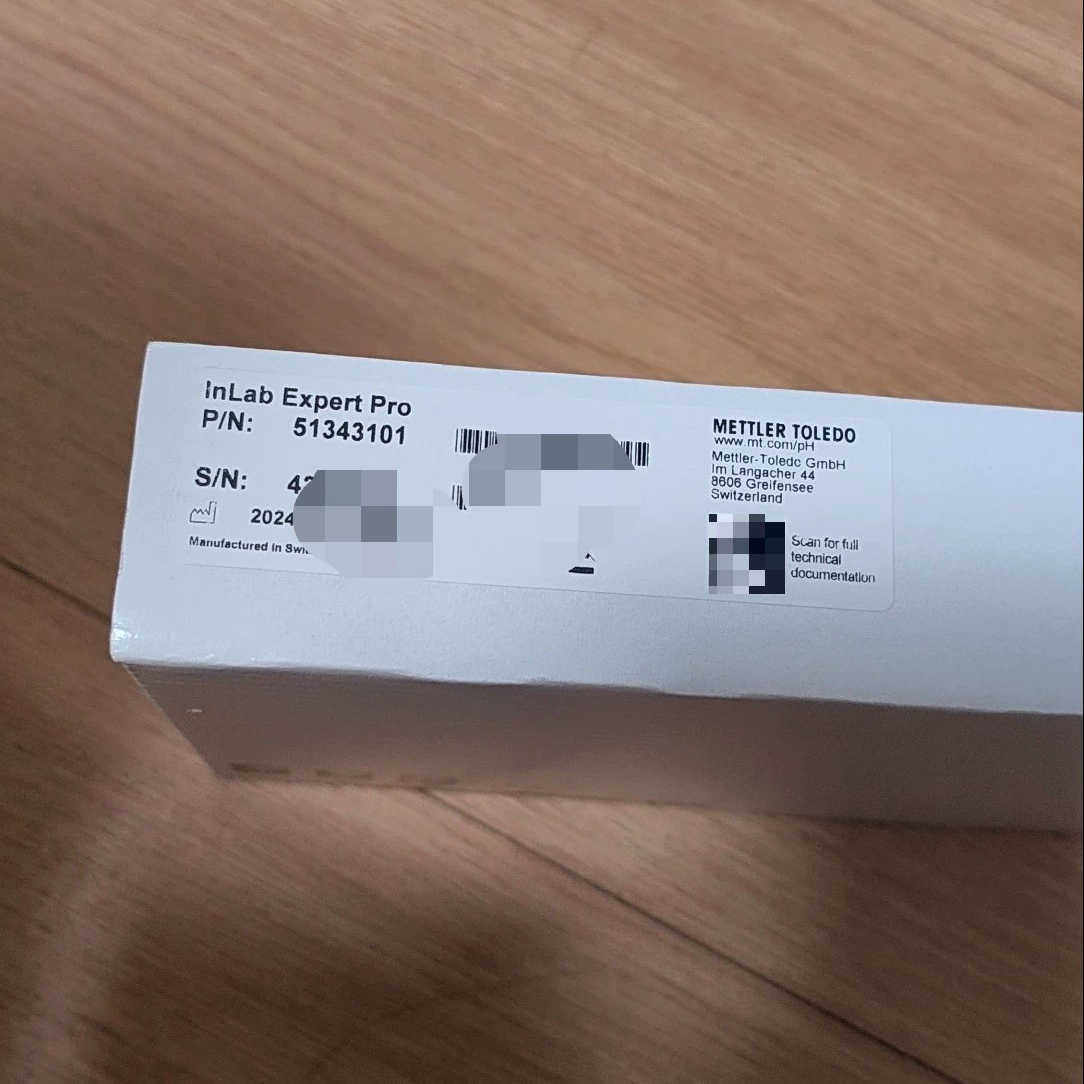 InLab Expert Pro
P/N: 51343101
S/N:
2024
Manufactured in
METTLER TOLEDO
www.mt.com/pH
Mettler-Toledo GmbH
Im Langacher 44
8606 Greifensee
Switzerland
Scan for full
technical
documentation